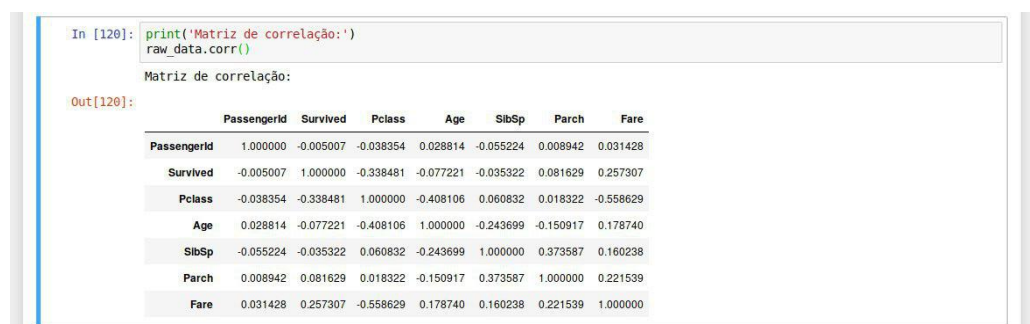 In [120]: print('Matriz de correlação:')
raw_data.corr()
Matriz de correlação:
Out[120]:
PassengerId Survived Pclass Age SibSp Parch Fare
PassengerId 1.000000 -0.005007 -0.038354 0.028814 -0.055224 0.008942 0.031428
Survived -0.005007 1.000000 -0.338481 -0.077221 -0.035322 0.081629 0.257307
Pclass -0.038354 -0.338481 1.000000 -0.408106 0.060832 0.018322 -0.558629
Age 0.028814 -0.077221 -0.408106 1.000000 -0.243699 -0.150917 0.178740
SibSp -0.055224 -0.035322 0.060832 -0.243699 1.000000 0.373587 0.160238
Parch 0.008942 0.081629 0.018322 -0.150917 0.373587 1.000000 0.221539
Fare 0.031428 0.257307 -0.558629 0.178740 0.160238 0.221539 1.000000